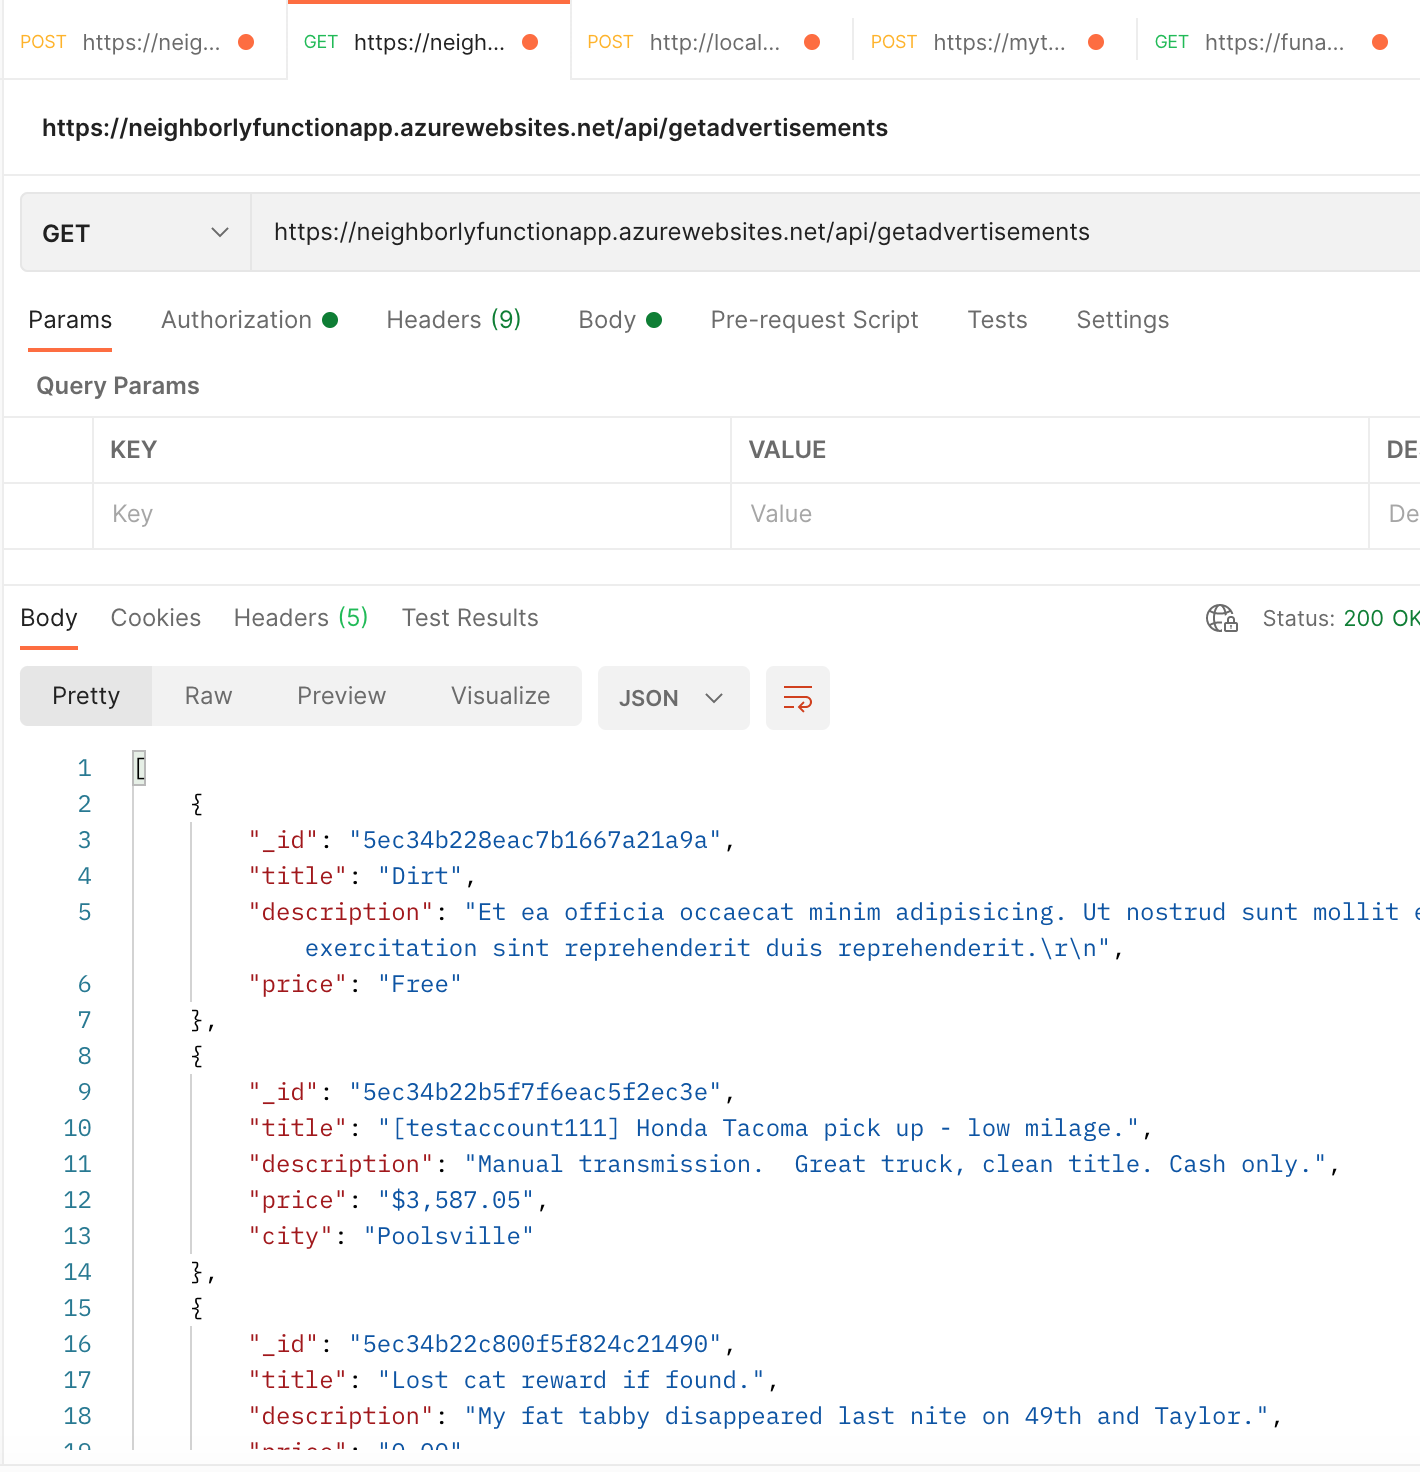 POST https://neig... GET https://neigh... POST http://local... POST https://myt... GET https://funa...
https://neighborlyfunctionapp.azurewebsites.net/api/getadvertisements
GET https://neighborlyfunctionapp.azurewebsites.net/api/getadvertisements
Params Authorization Headers (9) Body Pre-request Script Tests Settings
Query Params
KEY VALUE DE
Key Value De
Body Cookies Headers (5) Test Results Status: 200 OK
Pretty Raw Preview Visualize JSON
1 [
2 {
3 "_id": "5ec34b228eac7b1667a21a9a",
4 "title": "Dirt",
5 "description": "Et ea officia occaecat minim adipisicing. Ut nostrud sunt mollit
exercitation sint reprehenderit duis reprehenderit.\r\n",
6 "price": "Free"
7 },
8 {
9 "_id": "5ec34b22b5f7f6eac5f2ec3e",
10 "title": "[testaccount111] Honda Tacoma pick up - low milage.",
11 "description": "Manual transmission.  Great truck, clean title. Cash only.",
12 "price": "$3,587.05",
13 "city": "Poolsville"
14 },
15 {
16 "_id": "5ec34b22c800f5f824c21490",
17 "title": "Lost cat reward if found.",
18 "description": "My fat tabby disappeared last nite on 49th and Taylor.",